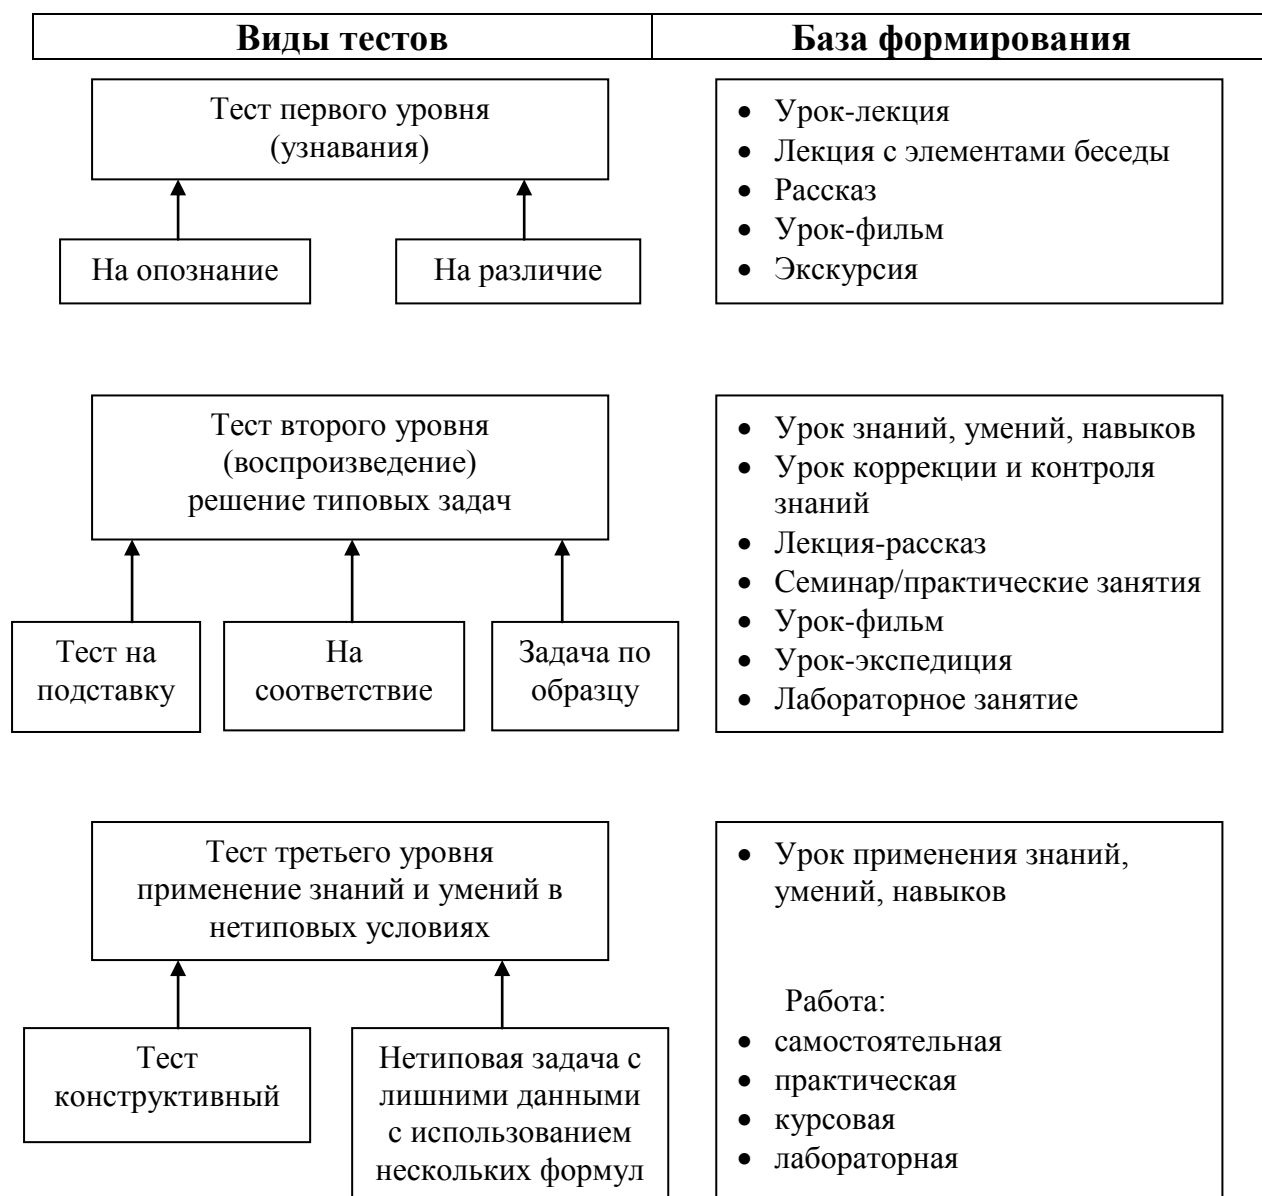 Виды тестов
База формирования
Тест первого уровня
(узнавания)
На опознание
На различие
• Урок-лекция
• Лекция с элементами беседы
• Рассказ
• Урок-фильм
• Экскурсия
Тест второго уровня
(воспроизведение)
решение типовых задач
Тест на
подставку
На
соответствие
Задача по
образцу
• Урок знаний, умений, навыков
• Урок коррекции и контроля
знаний
• Лекция-рассказ
• Семинар/практические занятия
• Урок-фильм
• Урок-экспедиция
• Лабораторное занятие
Тест третьего уровня
применение знаний и умений в
нетиповых условиях
Тест
конструктивный
Нетиповая задача с
лишними данными
с использованием
нескольких формул
• Урок применения знаний,
умений, навыков
Работа:
• самостоятельная
• практическая
• курсовая
• лабораторная